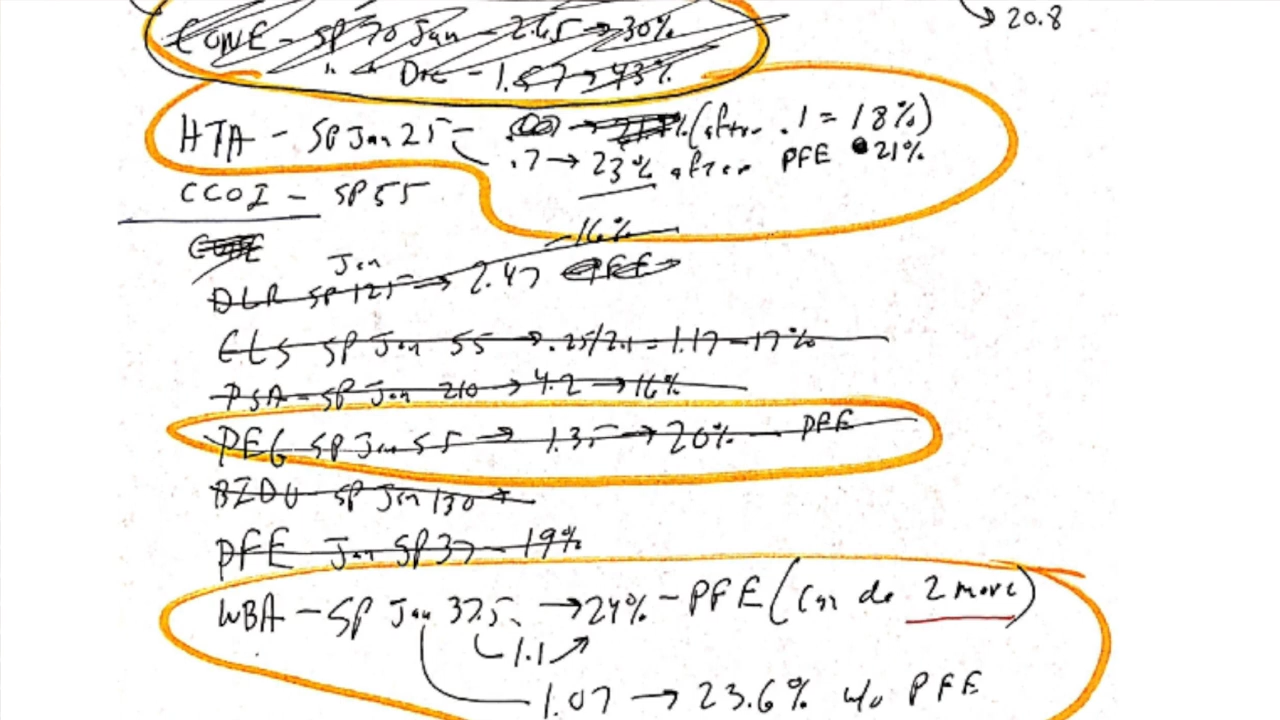 ↳ 20.8
CONE - SP 70 Jan - 2.65 → 30%
" " Dec - 1.57 → 43%
HTA - SP Jan 25 - (after .1 = 18%)
.7 → 23% after PFE 21%
CCOI - SP 55
CONE
16%
Jan
DLR SP 125 → 2.47 PFE
ELS SP Jan 55 → .25/2.1 = 1.17 - 17%
PSA - SP Jan 210 → 4.2 → 16%
PEG SP Jan 55 → 1.35 → 20% - PFE
BZDU SP Jan 130 →
PFE Jan SP 37 - 19%
WBA - SP Jan 37.5 → 24% - PFE (can do 2 more)
1.1
1.07 → 23.6% w/o PFE